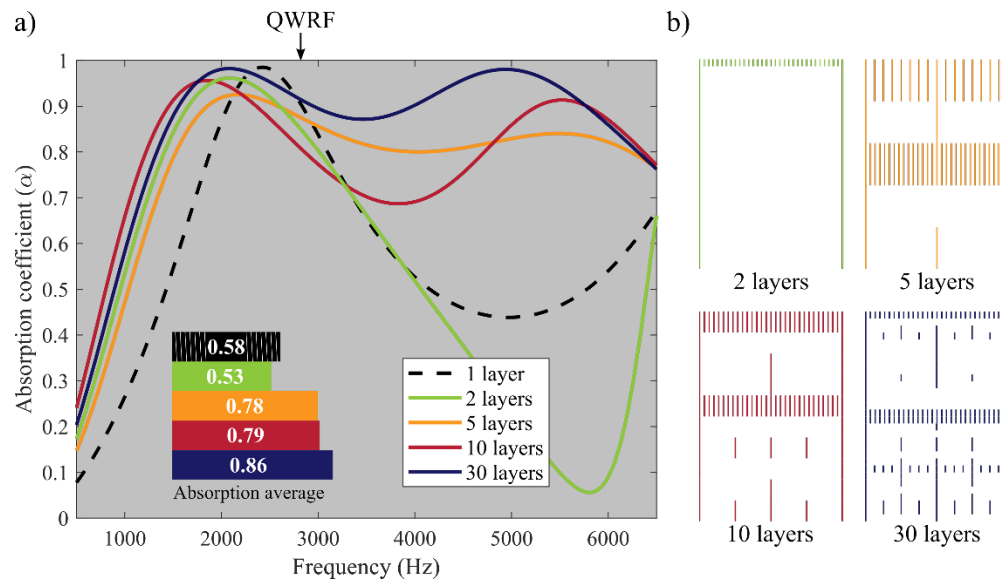 a)
QWRF
b)
Absorption coefficient (α)
1
0.9
0.8
0.7
0.6
0.5
0.4
0.3
0.2
0.1
0
0.58
0.53
0.78
0.79
0.86
Absorption average
1 layer
2 layers
5 layers
10 layers
30 layers
1000 2000 3000 4000 5000 6000
Frequency (Hz)
2 layers
5 layers
10 layers
30 layers